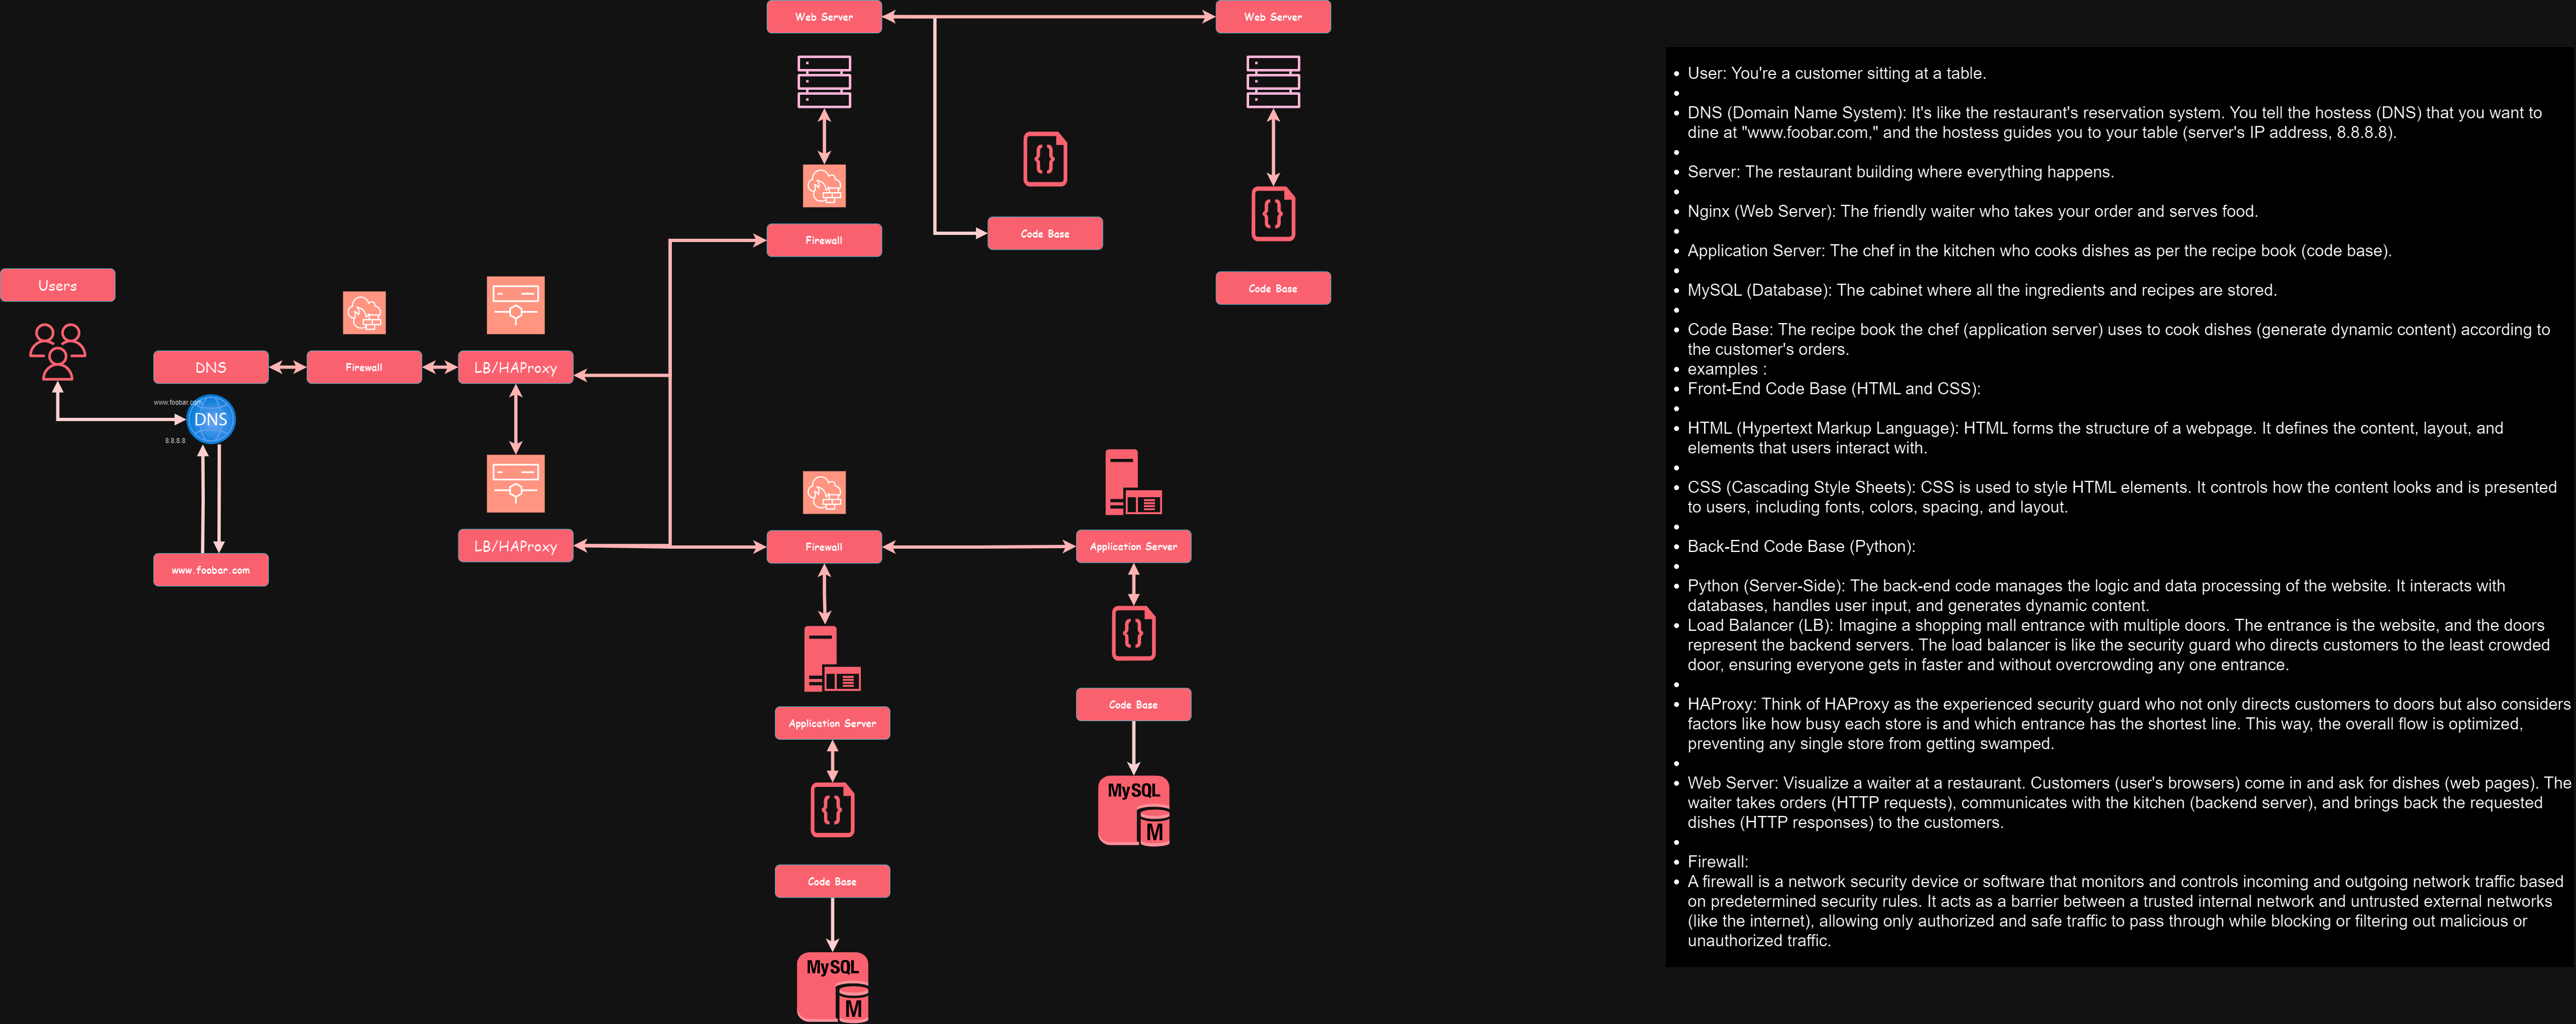 Web Server
Web Server
Firewall
Code Base
Code Base
Users
DNS
Firewall
LB/HAProxy
www.foobar.com
DNS
8.8.8.8
LB/HAProxy
www.foobar.com
Firewall
Application Server
Application Server
Code Base
MySQL
M
Code Base
MySQL
M
• User: You're a customer sitting at a table.
•
• DNS (Domain Name System): It's like the restaurant's reservation system. You tell the hostess (DNS) that you want to
dine at "www.foobar.com," and the hostess guides you to your table (server's IP address, 8.8.8.8).
•
• Server: The restaurant building where everything happens.
•
• Nginx (Web Server): The friendly waiter who takes your order and serves food.
•
• Application Server: The chef in the kitchen who cooks dishes as per the recipe book (code base).
•
• MySQL (Database): The cabinet where all the ingredients and recipes are stored.
•
• Code Base: The recipe book the chef (application server) uses to cook dishes (generate dynamic content) according to
the customer's orders.
• examples :
• Front-End Code Base (HTML and CSS):
•
• HTML (Hypertext Markup Language): HTML forms the structure of a webpage. It defines the content, layout, and
elements that users interact with.
•
• CSS (Cascading Style Sheets): CSS is used to style HTML elements. It controls how the content looks and is presented
to users, including fonts, colors, spacing, and layout.
•
• Back-End Code Base (Python):
•
• Python (Server-Side): The back-end code manages the logic and data processing of the website. It interacts with
databases, handles user input, and generates dynamic content.
• Load Balancer (LB): Imagine a shopping mall entrance with multiple doors. The entrance is the website, and the doors
represent the backend servers. The load balancer is like the security guard who directs customers to the least crowded
door, ensuring everyone gets in faster and without overcrowding any one entrance.
•
• HAProxy: Think of HAProxy as the experienced security guard who not only directs customers to doors but also considers
factors like how busy each store is and which entrance has the shortest line. This way, the overall flow is optimized,
preventing any single store from getting swamped.
•
• Web Server: Visualize a waiter at a restaurant. Customers (user's browsers) come in and ask for dishes (web pages). The
waiter takes orders (HTTP requests), communicates with the kitchen (backend server), and brings back the requested
dishes (HTTP responses) to the customers.
•
• Firewall:
• A firewall is a network security device or software that monitors and controls incoming and outgoing network traffic based
on predetermined security rules. It acts as a barrier between a trusted internal network and untrusted external networks
(like the internet), allowing only authorized and safe traffic to pass through while blocking or filtering out malicious or
unauthorized traffic.